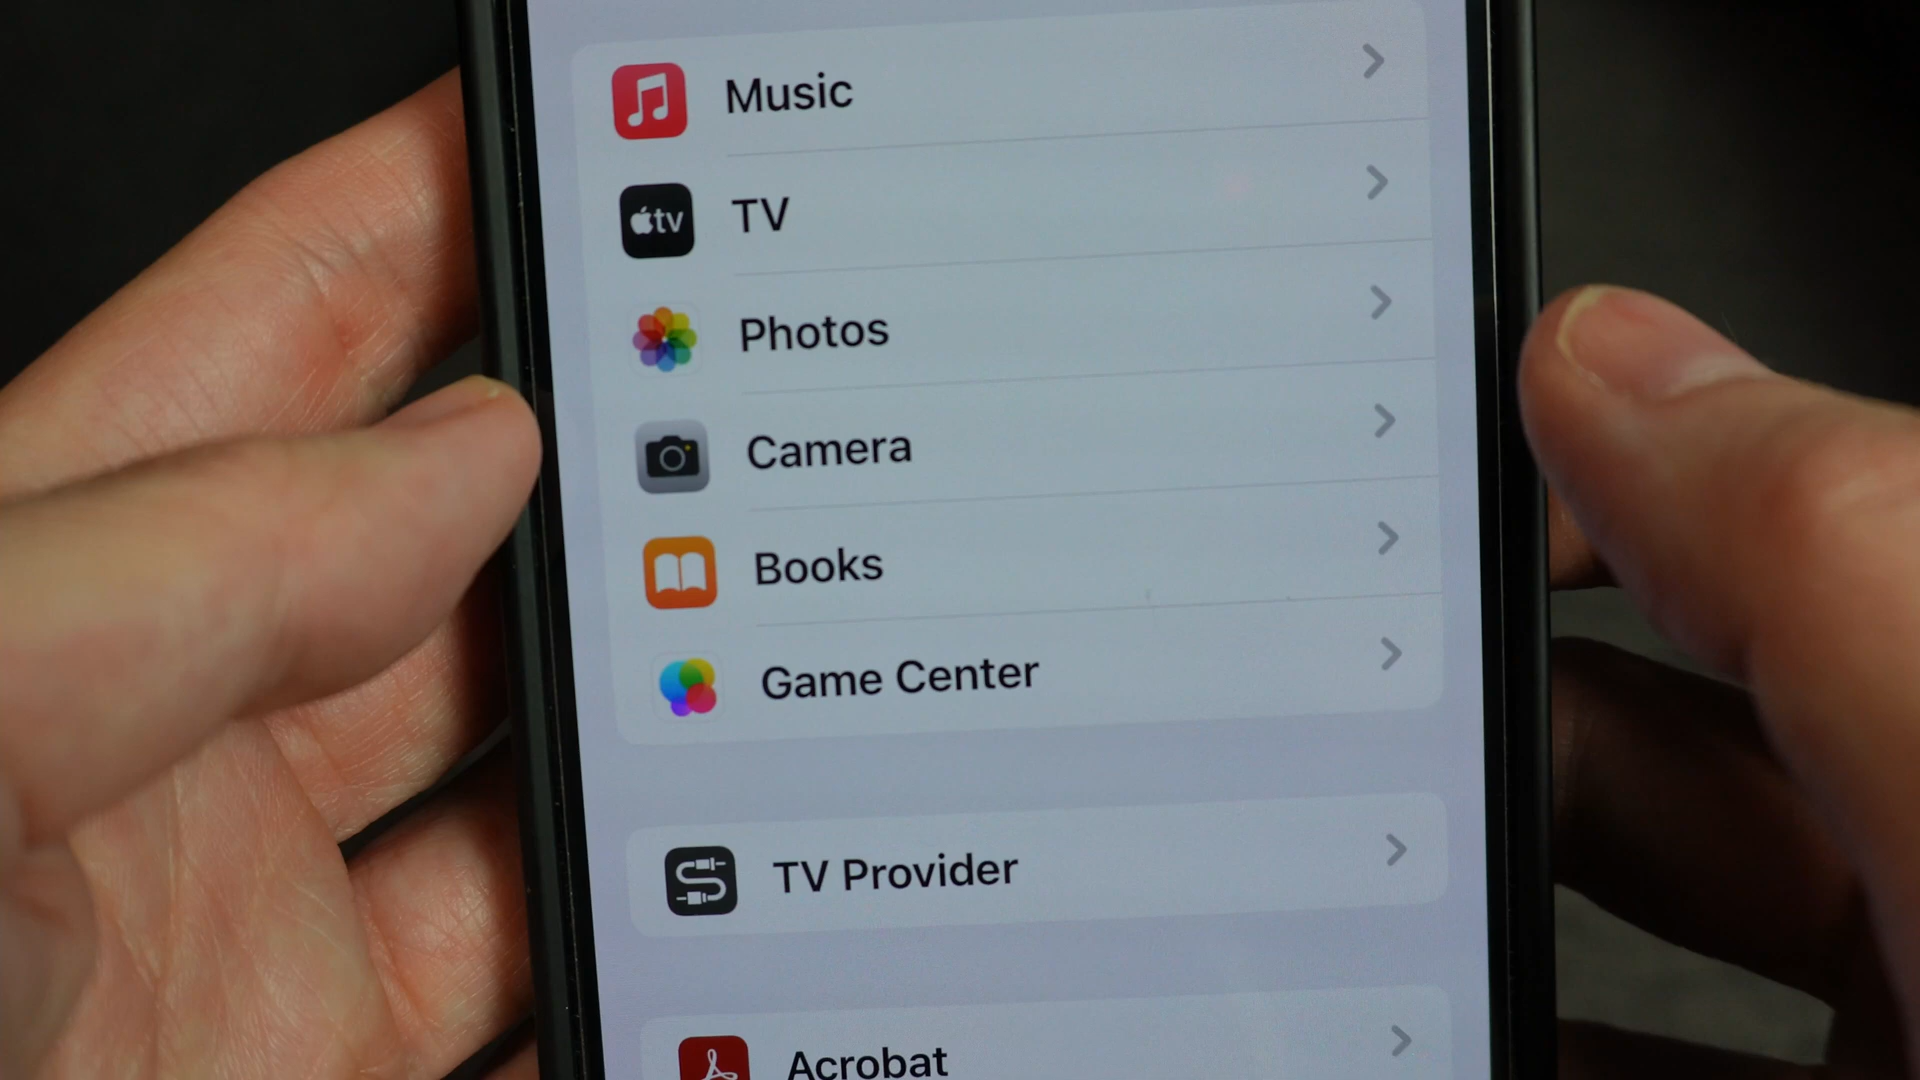 Music
tv
TV
Photos
Camera
Books
Game Center
TV Provider
Acrobat